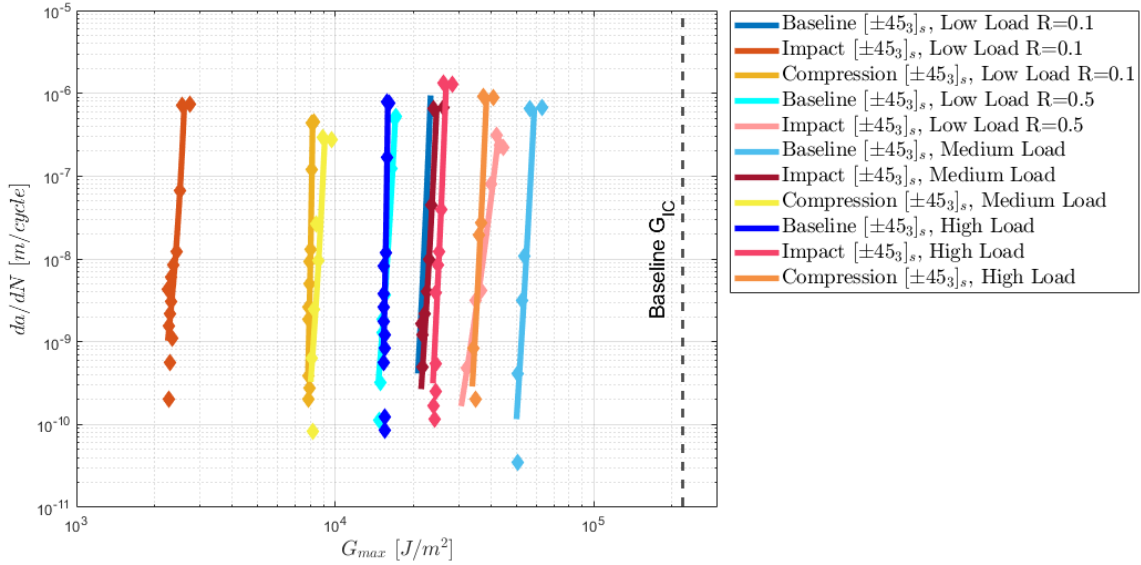 10^-5
10^-6
10^-7
10^-8
10^-9
10^-10
10^-11
da/dN [m/cycle]
10^3
10^4
10^5
G_max [J/m^2]
Baseline G_IC
Baseline [±45_3]_s, Low Load R=0.1
Impact [±45_3]_s, Low Load R=0.1
Compression [±45_3]_s, Low Load R=0.1
Baseline [±45_3]_s, Low Load R=0.5
Impact [±45_3]_s, Low Load R=0.5
Baseline [±45_3]_s, Medium Load
Impact [±45_3]_s, Medium Load
Compression [±45_3]_s, Medium Load
Baseline [±45_3]_s, High Load
Impact [±45_3]_s, High Load
Compression [±45_3]_s, High Load